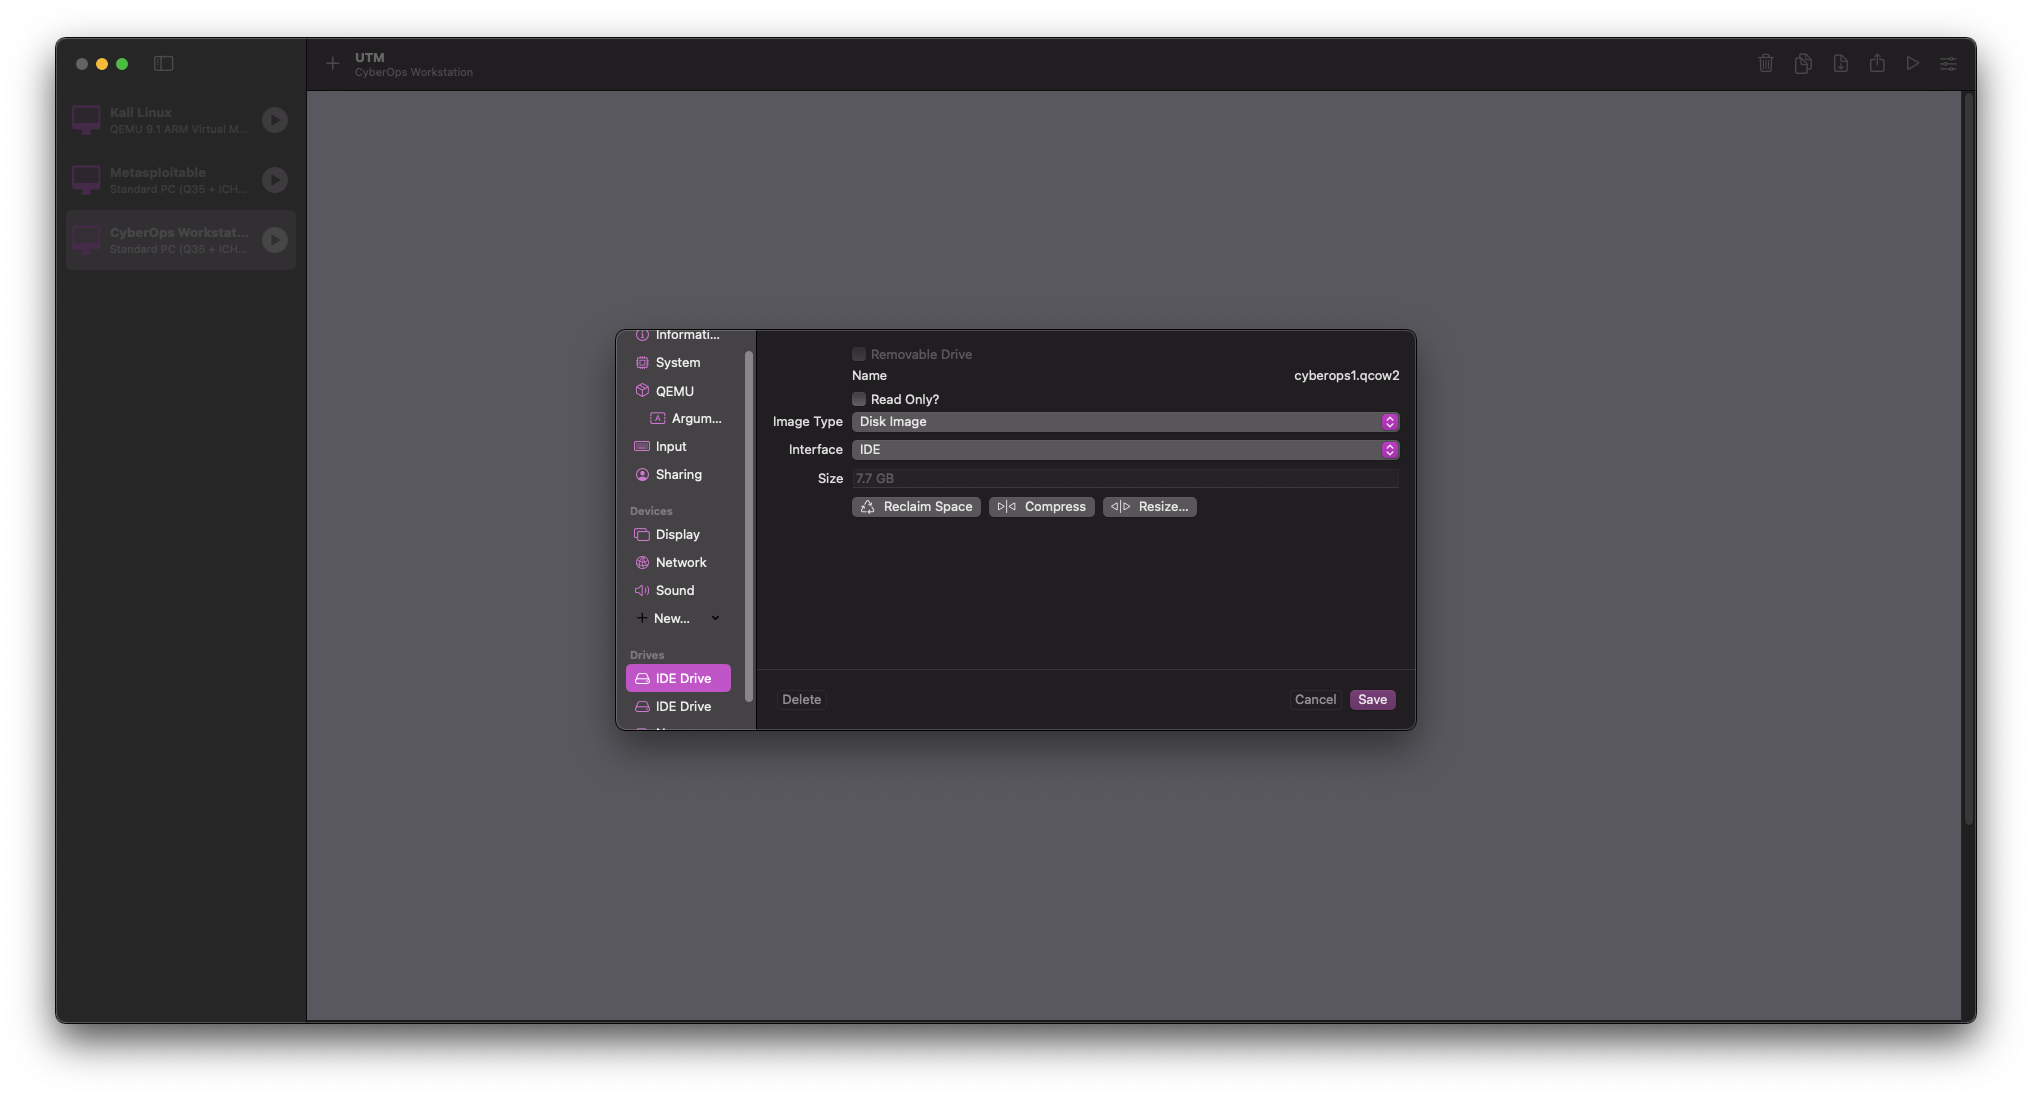 UTM
CyberOps Workstation
Kali Linux
QEMU 9.1 ARM Virtual M...
Metasploitable
Standard PC (Q35 + ICH...
CyberOps Workstat...
Standard PC (Q35 + ICH...
Informati...
System
QEMU
Argum...
Input
Sharing
Devices
Display
Network
Sound
New...
Drives
IDE Drive
IDE Drive
Removable Drive
Name cyberops1.qcow2
Read Only?
Image Type Disk Image
Interface IDE
Size 7.7 GB
Reclaim Space Compress Resize...
Delete Cancel Save